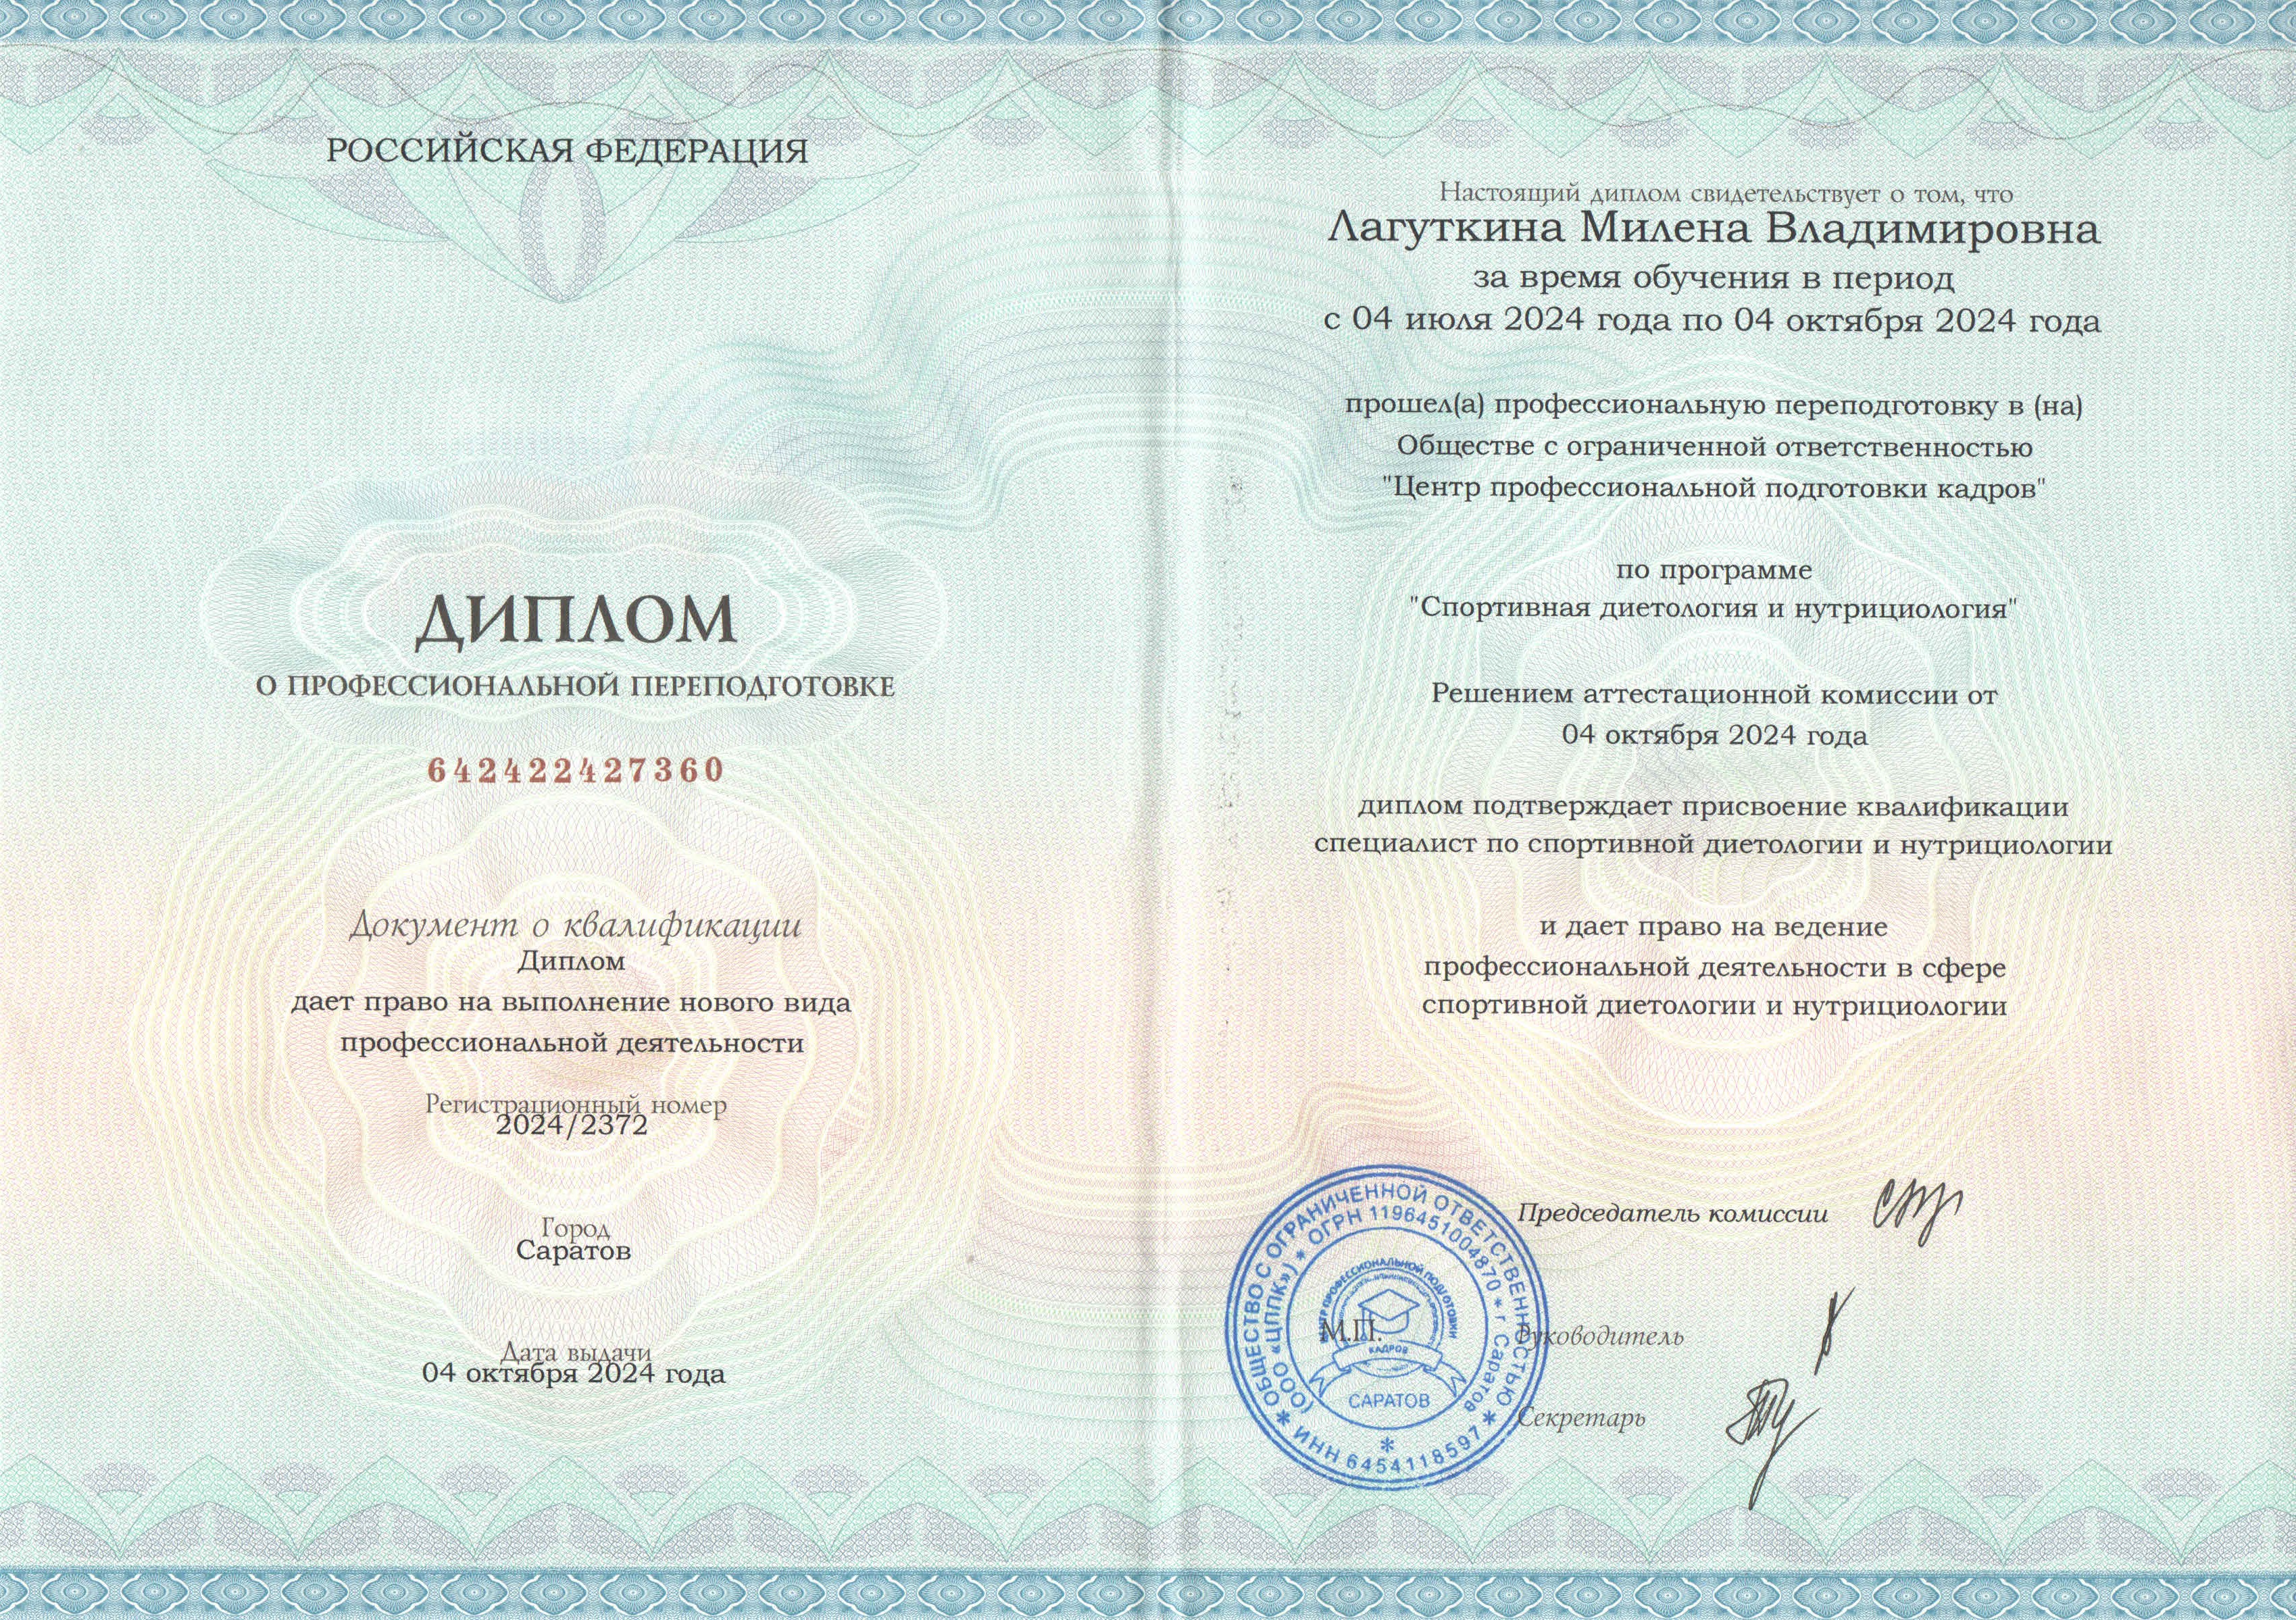 РОССИЙСКАЯ ФЕДЕРАЦИЯ
ДИПЛОМ
О ПРОФЕССИОНАЛЬНОЙ ПЕРЕПОДГОТОВКЕ
642422427360
Документ о квалификации
Диплом
дает право на выполнение нового вида
профессиональной деятельности
Регистрационный номер
2024/2372
Город
Саратов
Дата выдачи
04 октября 2024 года
Настоящий диплом свидетельствует о том, что
Лагуткина Милена Владимировна
за время обучения в период
с 04 июля 2024 года по 04 октября 2024 года
прошел(а) профессиональную переподготовку в (на)
Обществе с ограниченной ответственностью
"Центр профессиональной подготовки кадров"
по программе
"Спортивная диетология и нутрициология"
Решением аттестационной комиссии от
04 октября 2024 года
диплом подтверждает присвоение квалификации
специалист по спортивной диетологии и нутрициологии
и дает право на ведение
профессиональной деятельности в сфере
спортивной диетологии и нутрициологии
Председатель комиссии
М.П.
Руководитель
Секретарь
ОБЩЕСТВО С ОГРАНИЧЕННОЙ ОТВЕТСТВЕННОСТЬЮ
* ИНН 6454118597 *
(ООО «ЦППК») * ОГРН 1196451004870 * г. Саратов
ЦЕНТР ПРОФЕССИОНАЛЬНОЙ ПОДГОТОВКИ
КАДРОВ
САРАТОВ